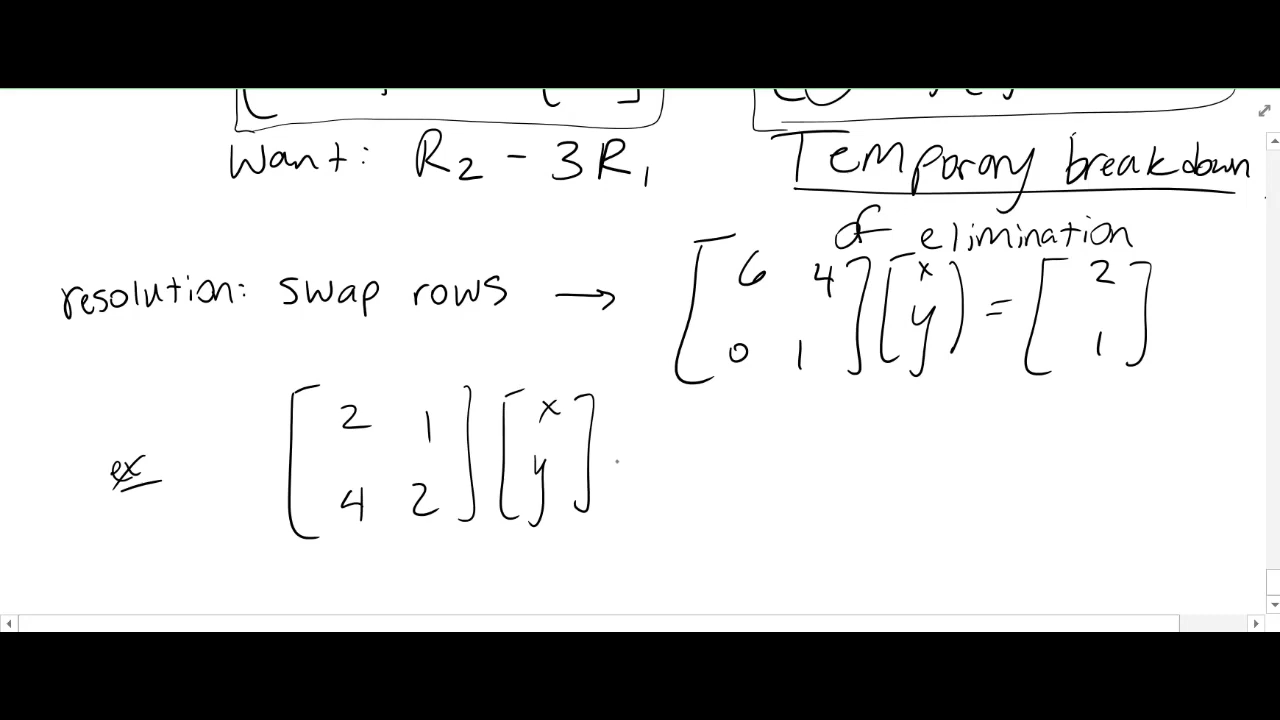 Want: R2 - 3R1
Temporary breakdown
of elimination
resolution: swap rows → [6 4; 0 1] [x; y] = [2; 1]
ex [2 1; 4 2] [x; y]